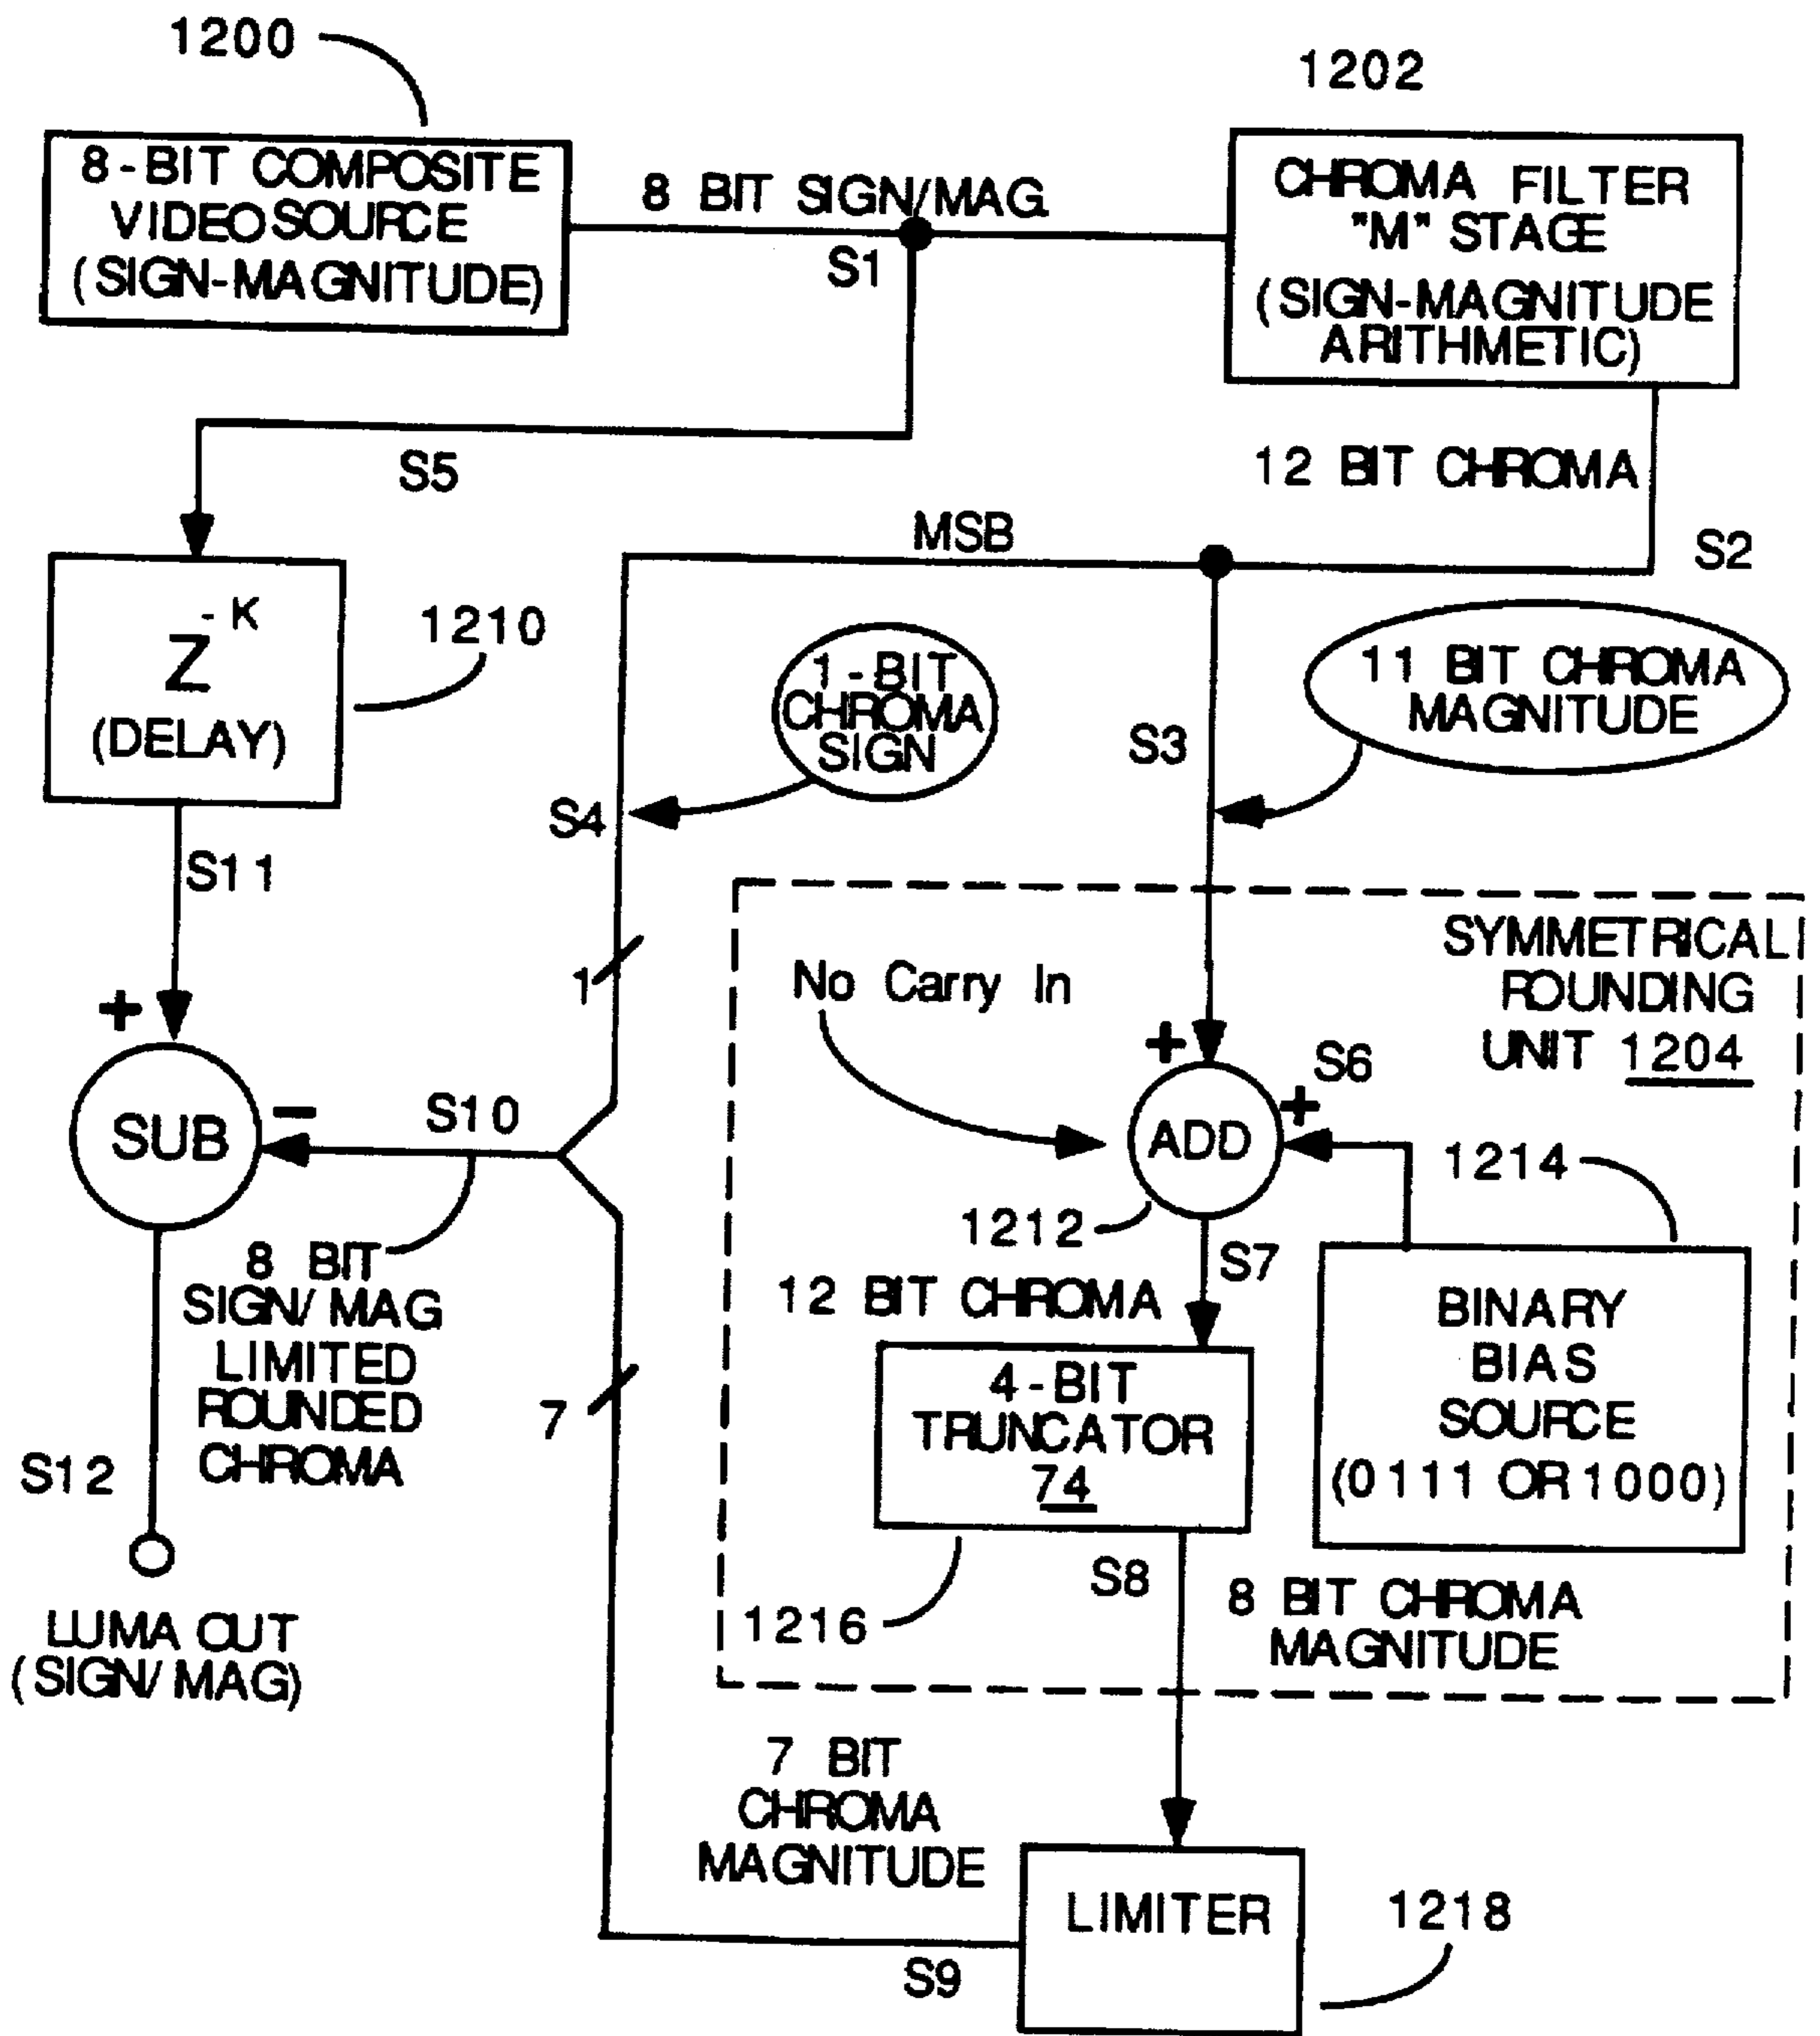 1200
1202
8-BIT COMPOSITE
VIDEO SOURCE
(SIGN-MAGNITUDE)
8 BIT SIGN/MAG.
S1
CHROMA FILTER
"M" STAGE
(SIGN-MAGNITUDE
ARITHMETIC)
S5
12 BIT CHROMA
MSB
S2
Z-K
(DELAY)
1210
1-BIT
CHROMA
SIGN
11 BIT CHROMA
MAGNITUDE
S3
S4
S11
SYMMETRICAL
ROUNDING
UNIT 1204
1
No Carry In
+
+
S6
+
SUB
-
S10
ADD
1214
1212
S7
8 BIT
SIGN/MAG
LIMITED
ROUNDED
CHROMA
12 BIT CHROMA
BINARY
BIAS
SOURCE
(0111 OR 1000)
4-BIT
TRUNCATOR
74
7
S12
S8
1216
8 BIT CHROMA
MAGNITUDE
LUMA OUT
(SIGN/MAG)
7 BIT
CHROMA
MAGNITUDE
LIMITER
1218
S9